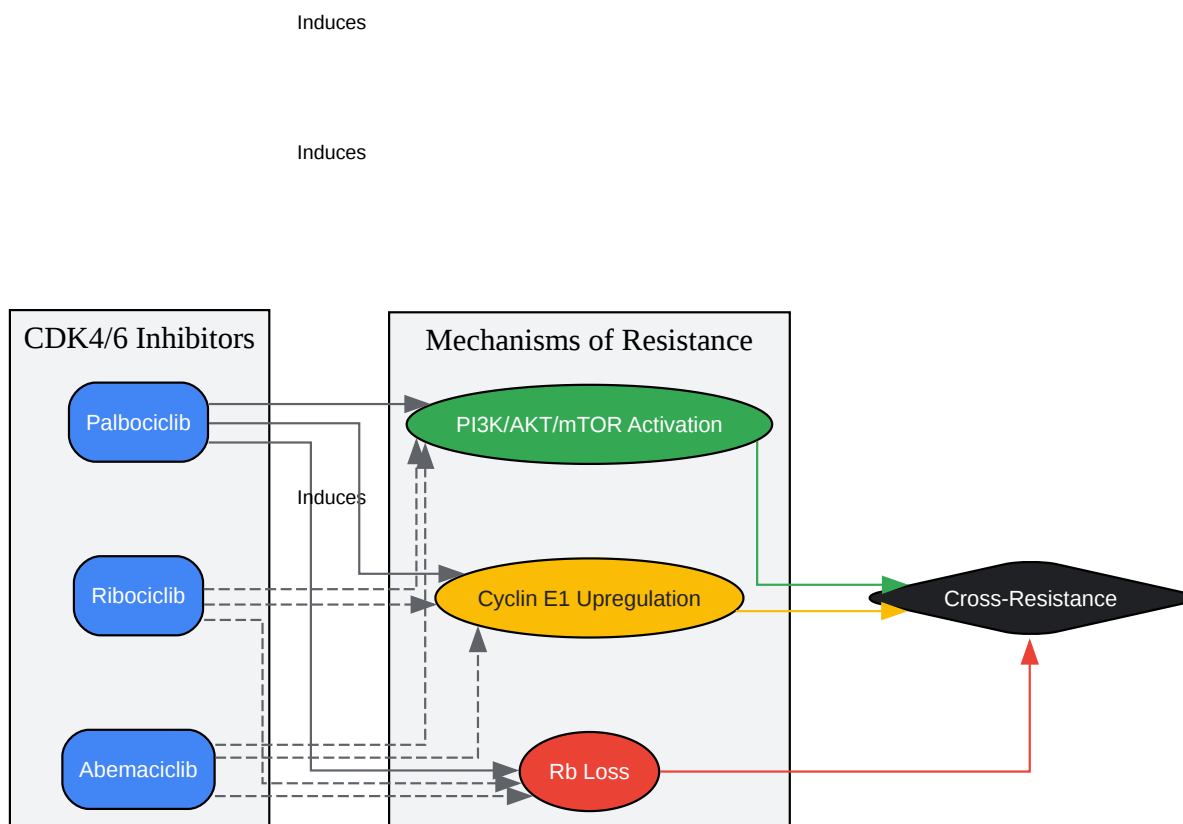 Induces
Induces
CDK4/6 Inhibitors
Mechanisms of Resistance
Palbociclib
PI3K/AKT/mTOR Activation
Induces
Ribociclib
Cyclin E1 Upregulation
Cross-Resistance
Abemaciclib
Rb Loss